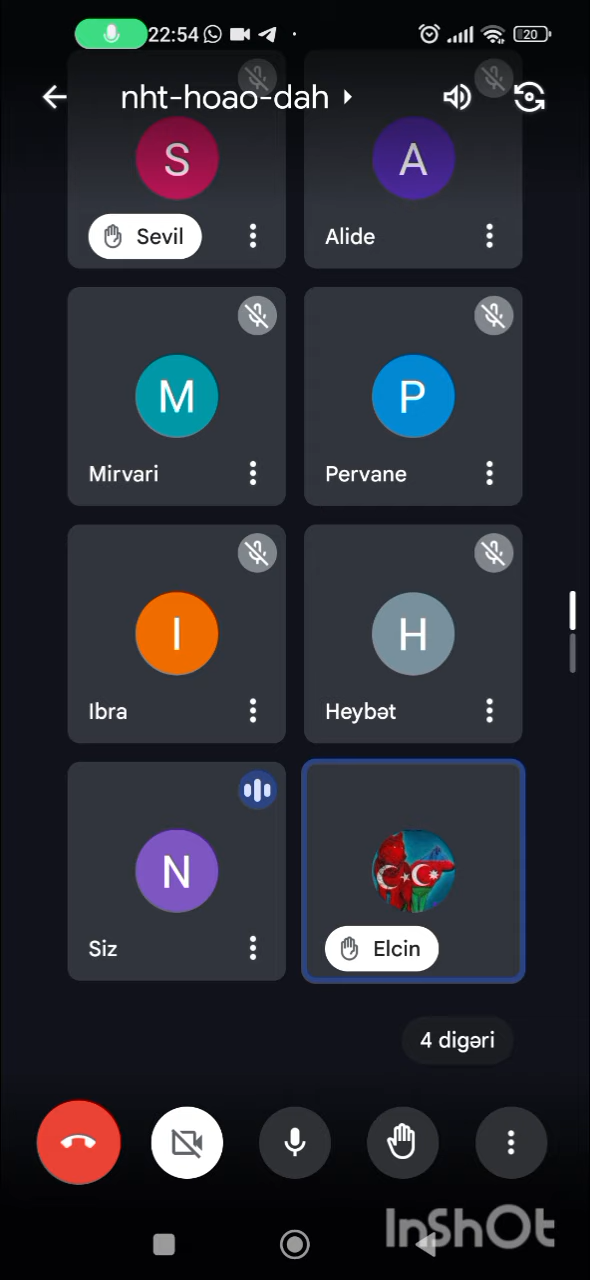 22:54 20
nht-hoao-dah
S A
Sevil Alide
M P
Mirvari Pervane
I H
Ibra Heybət
N
Siz Elcin
4 digəri
InShOt